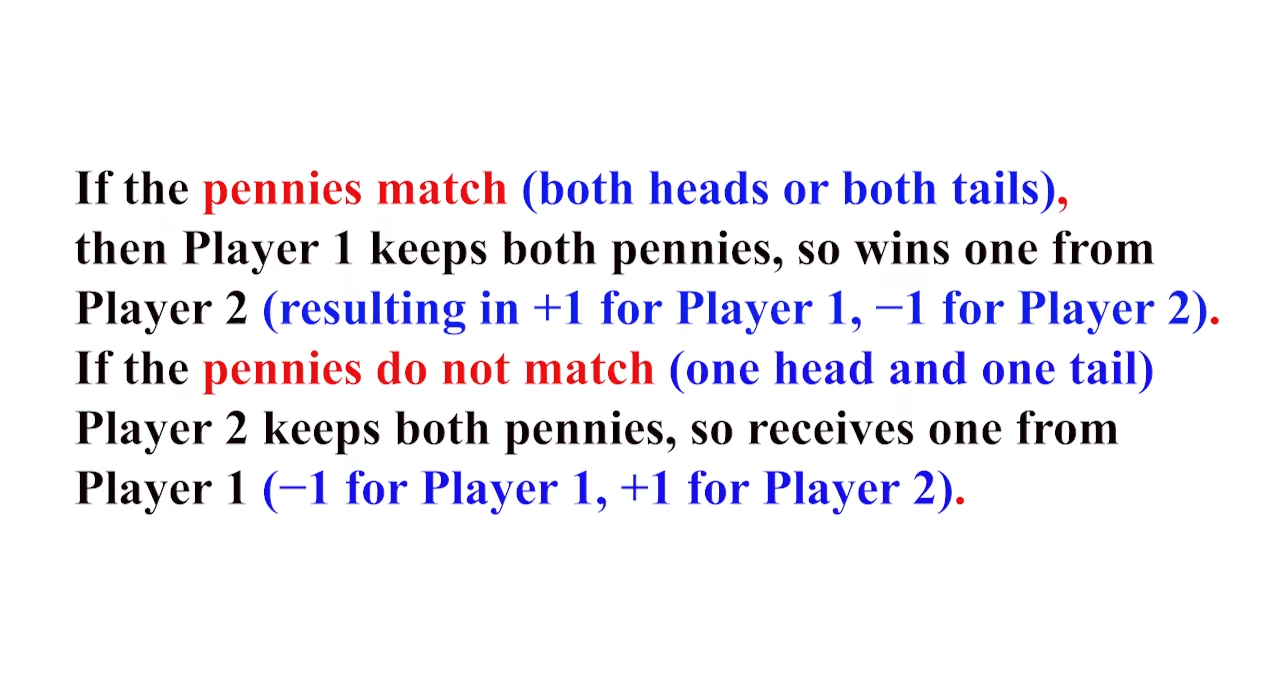 If the pennies match (both heads or both tails),
then Player 1 keeps both pennies, so wins one from
Player 2 (resulting in +1 for Player 1, −1 for Player 2).
If the pennies do not match (one head and one tail)
Player 2 keeps both pennies, so receives one from
Player 1 (−1 for Player 1, +1 for Player 2).